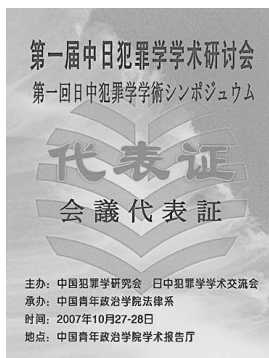 第一届中日犯罪学学术研讨会
第一回日中犯罪学学術シンポジュウム
代表证
会議代表証
主办：中国犯罪学研究会 日中犯罪学学术交流会
承办：中国青年政治学院法律系
时间：2007年10月27-28日
地点：中国青年政治学院学术报告厅